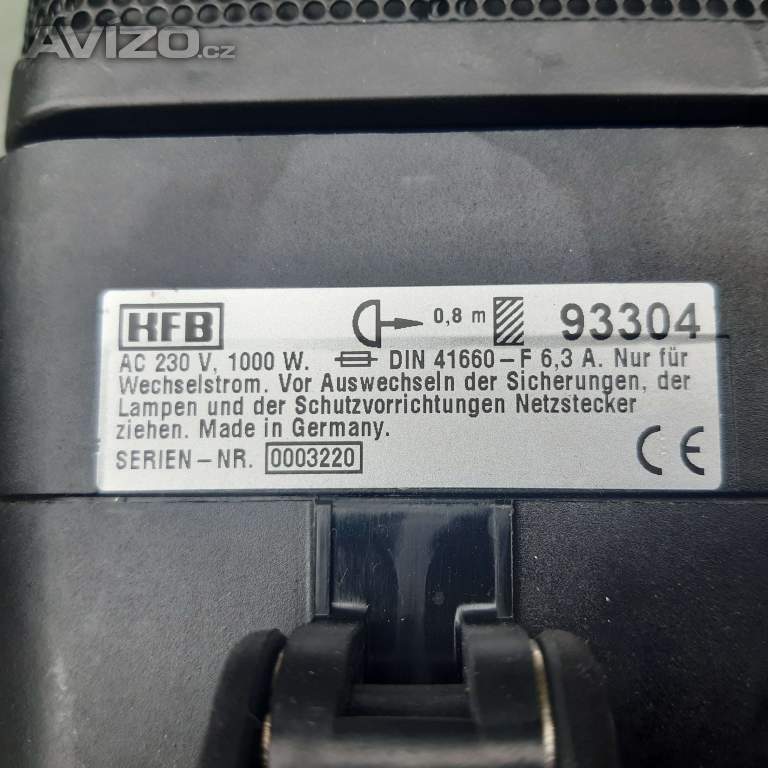 AVIZO.cz
HFB 0,8 m 93304
AC 230 V, 1000 W. DIN 41660 – F 6,3 A. Nur für
Wechselstrom. Vor Auswechseln der Sicherungen, der
Lampen und der Schutzvorrichtungen Netzstecker
ziehen. Made in Germany.
SERIEN – NR. 0003220 CE